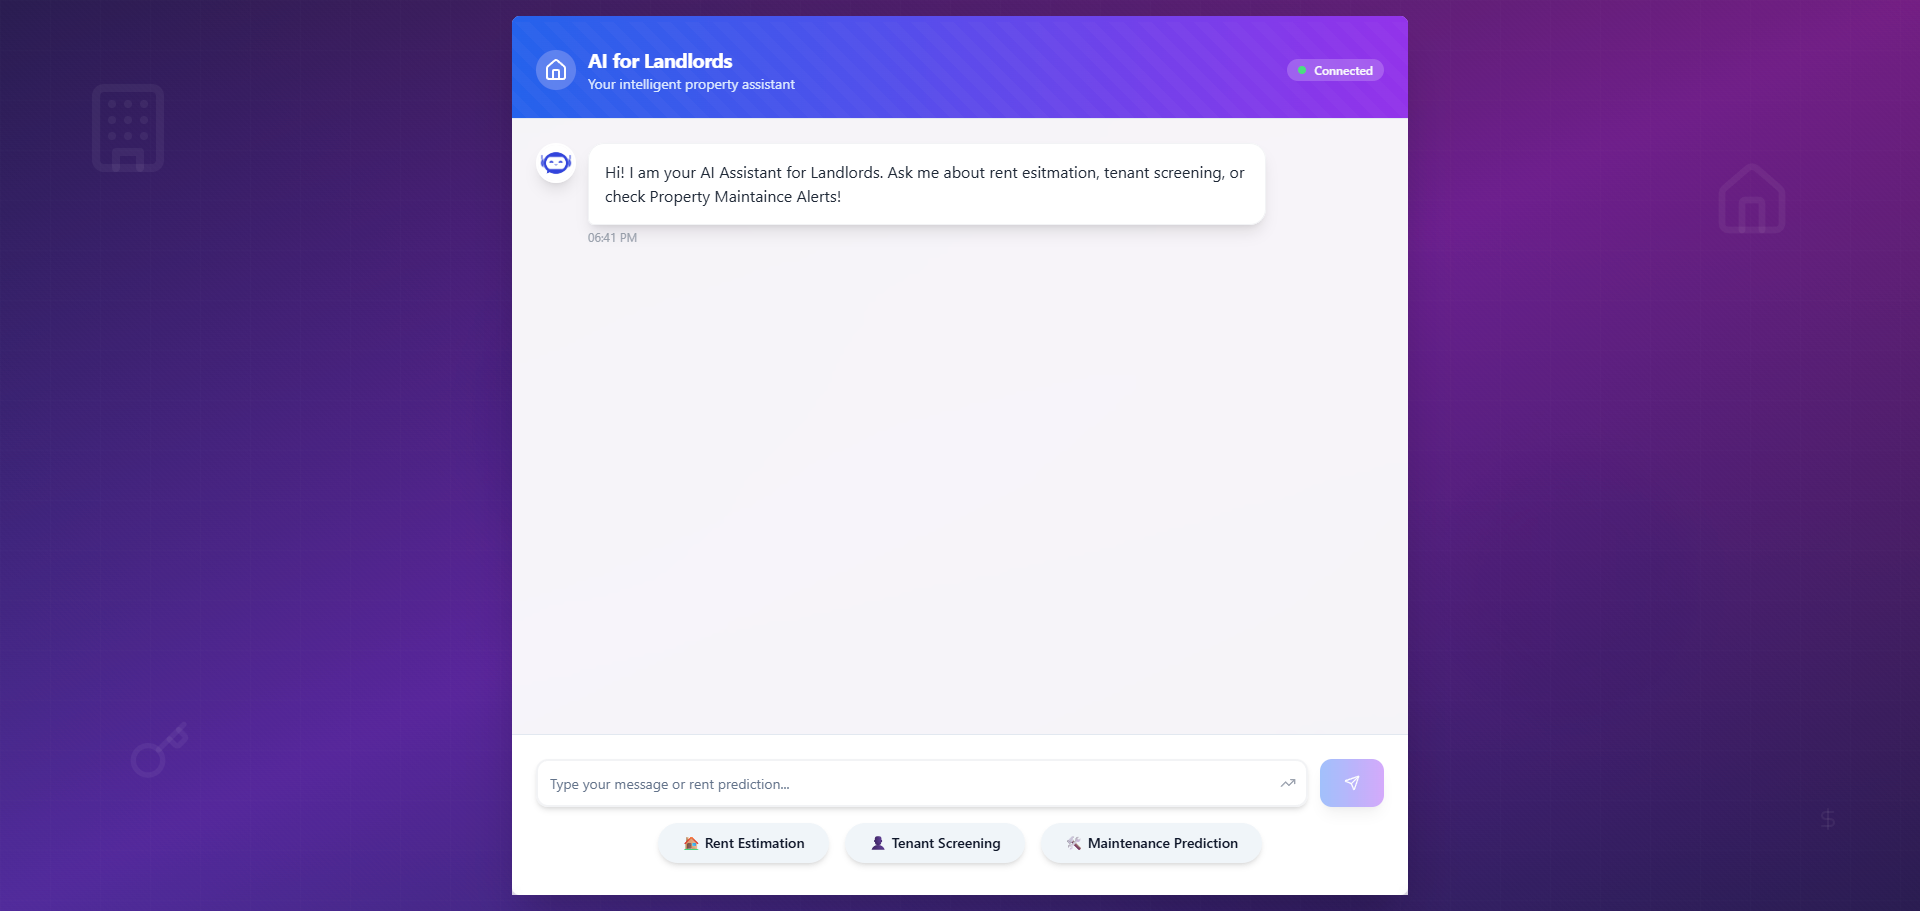 AI for Landlords
Your intelligent property assistant
Connected
Hi! I am your AI Assistant for Landlords. Ask me about rent esitmation, tenant screening, or
check Property Maintaince Alerts!
06:41 PM
Type your message or rent prediction...
Rent Estimation
Tenant Screening
Maintenance Prediction
$